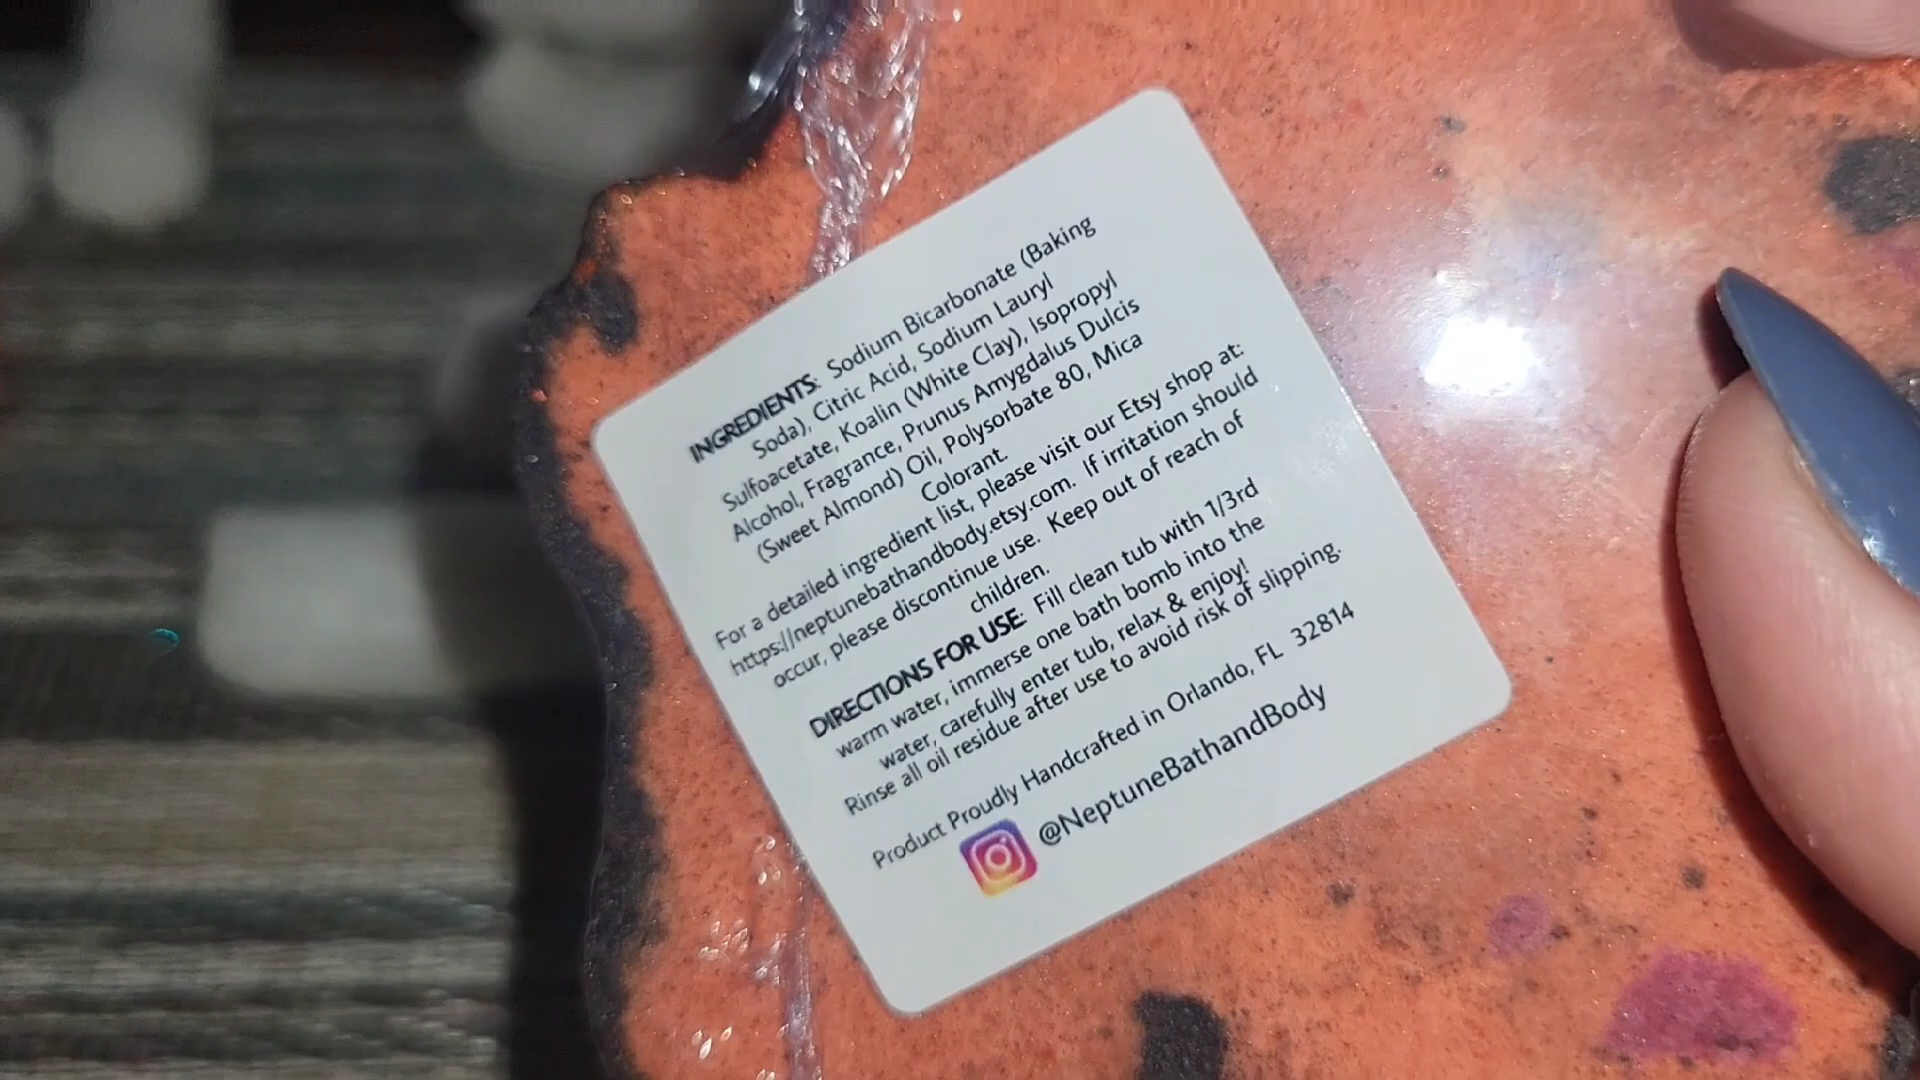 INGREDIENTS: Sodium Bicarbonate (Baking
Soda), Citric Acid, Sodium Lauryl
Sulfoacetate, Koalin (White Clay), Isopropyl
Alcohol, Fragrance, Prunus Amygdalus Dulcis
(Sweet Almond) Oil, Polysorbate 80, Mica
Colorant.
For a detailed ingredient list, please visit our Etsy shop at:
https://neptunebathandbody.etsy.com. If irritation should
occur, please discontinue use. Keep out of reach of
children.
DIRECTIONS FOR USE: Fill clean tub with 1/3rd
warm water, immerse one bath bomb into the
water, carefully enter tub, relax & enjoy!
Rinse all oil residue after use to avoid risk of slipping.
Product Proudly Handcrafted in Orlando, FL 32814
@NeptuneBathandBody